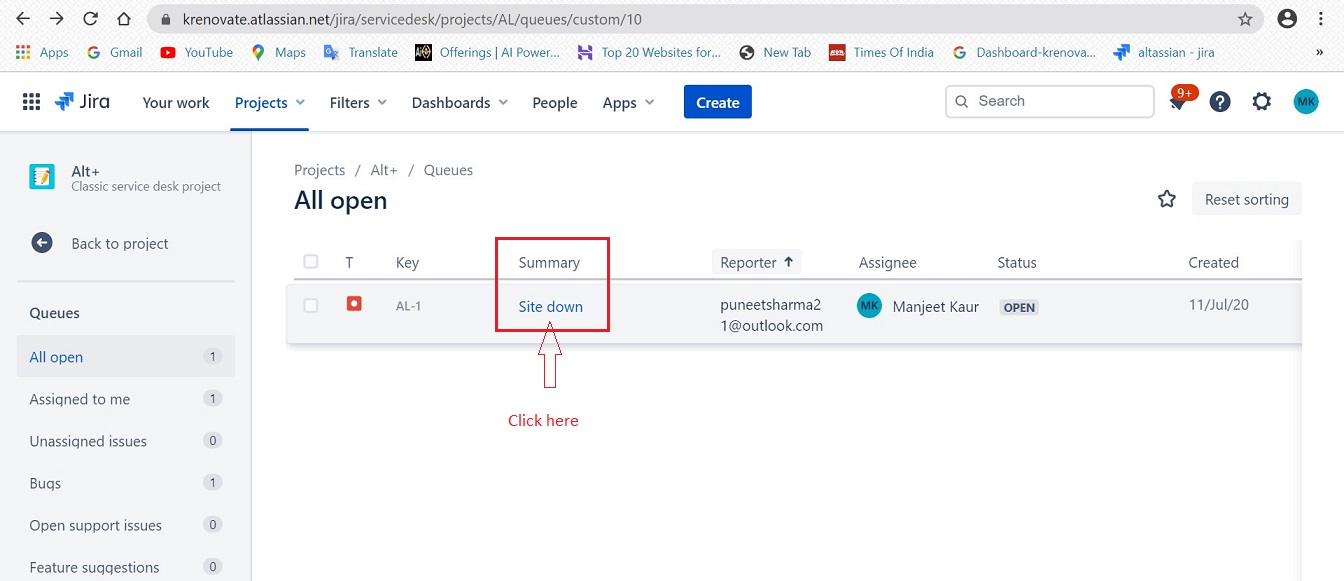 krenovate.atlassian.net/jira/servicedesk/projects/AL/queues/custom/10
Apps Gmail YouTube Maps Translate Offerings | AI Power... Top 20 Websites for... New Tab Times Of India Dashboard-krenova... altassian - jira »
Jira Your work Projects Filters Dashboards People Apps Create Search 9+ ? MK
Alt+
Classic service desk project
Back to project
Queues
All open 1
Assigned to me 1
Unassigned issues 0
Bugs 1
Open support issues 0
Feature suggestions 0
Projects / Alt+ / Queues
All open
Reset sorting
T Key Summary Reporter ↑ Assignee Status Created
AL-1 Site down puneetsharma2 MK Manjeet Kaur OPEN 11/Jul/20
1@outlook.com
Click here